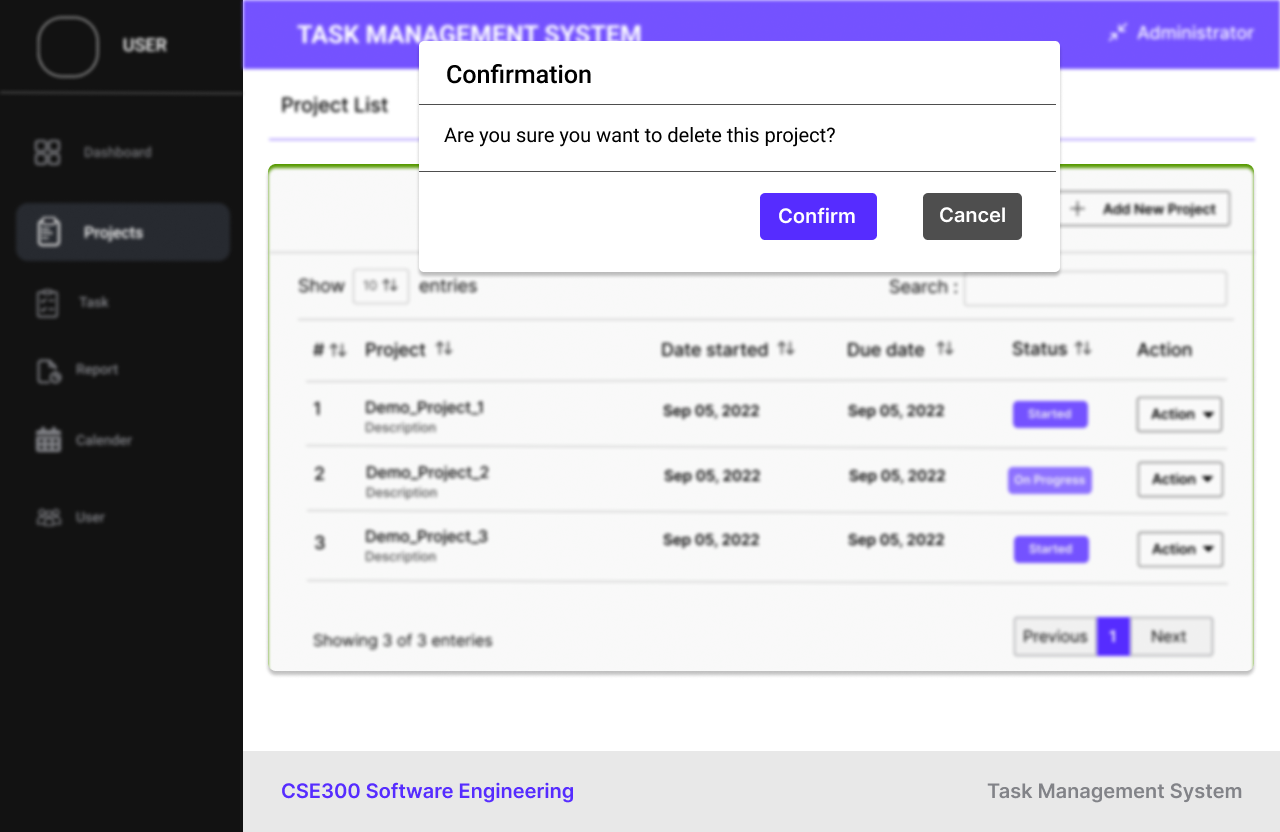 USER
TASK MANAGEMENT SYSTEM
Administrator
Confirmation
Are you sure you want to delete this project?
Confirm
Cancel
Project List
Add New Project
Dashboard
Projects
Task
Report
Calender
User
Show 10 entries
Search :
# Project Date started Due date Status Action
1 Demo_Project_1 Sep 05, 2022 Sep 05, 2022 Started Action
Description
2 Demo_Project_2 Sep 05, 2022 Sep 05, 2022 On Progress Action
Description
3 Demo_Project_3 Sep 05, 2022 Sep 05, 2022 Started Action
Description
Showing 3 of 3 enteries
Previous 1 Next
CSE300 Software Engineering
Task Management System